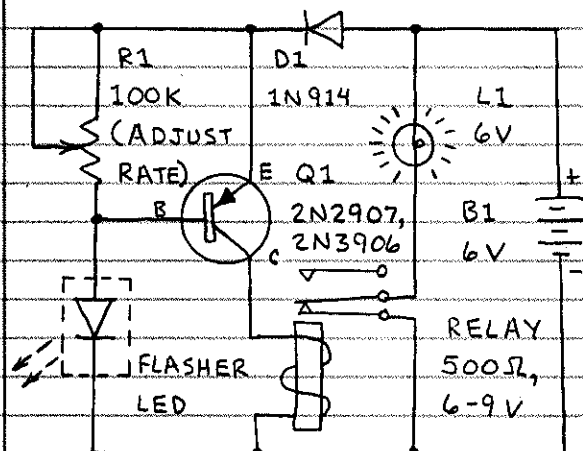 R1
100K
(ADJUST
RATE)
D1
1N914
L1
6V
+
E
Q1
B
2N2907,
2N3906
C
B1
6V
-
FLASHER
LED
RELAY
500Ω,
6-9V